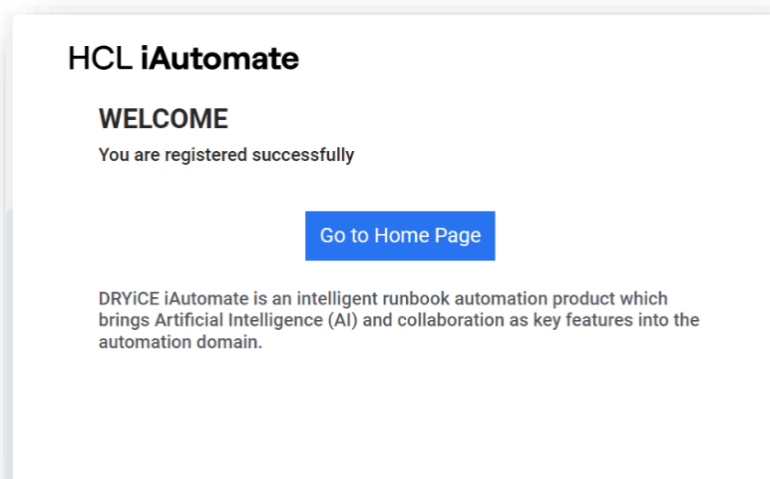 HCL iAutomate
WELCOME
You are registered successfully
Go to Home Page
DRYiCE iAutomate is an intelligent runbook automation product which
brings Artificial Intelligence (AI) and collaboration as key features into the
automation domain.